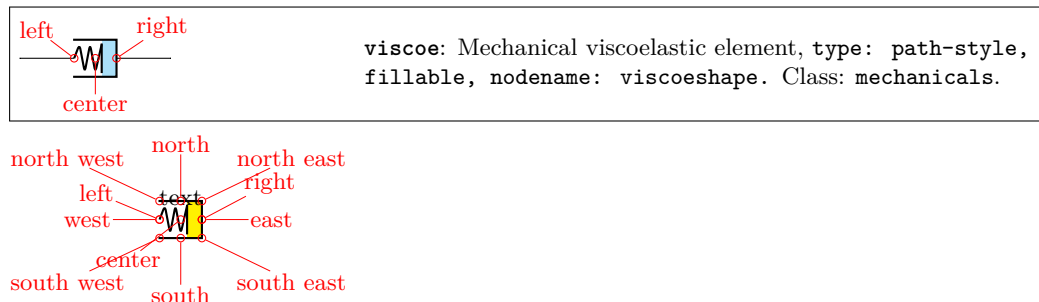 left
right
center
viscoe: Mechanical viscoelastic element, type: path-style,
fillable, nodename: viscoeshape. Class: mechanicals.
north
north west
north east
text
right
left
west
east
center
south west
south east
south